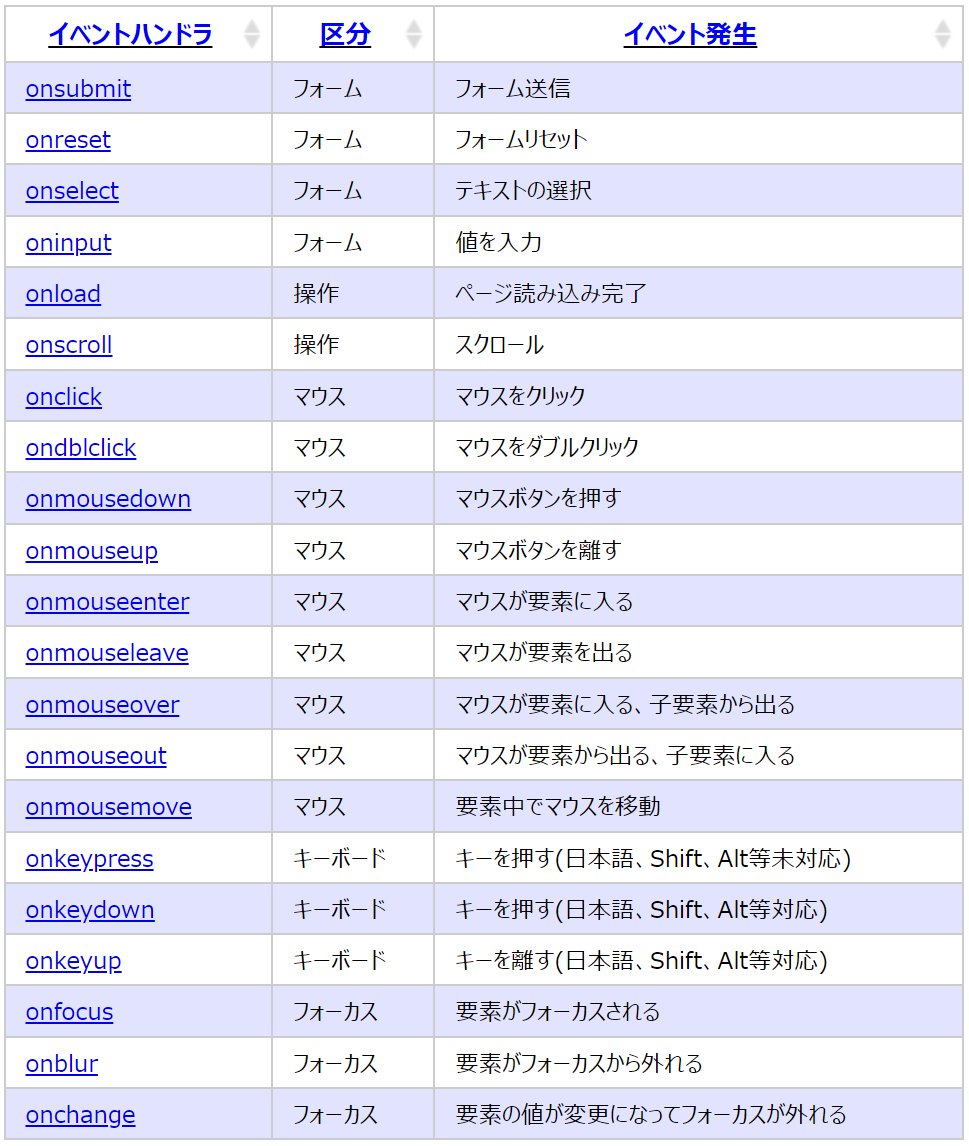 イベントハンドラ 区分 イベント発生
onsubmit フォーム フォーム送信
onreset フォーム フォームリセット
onselect フォーム テキストの選択
oninput フォーム 値を入力
onload 操作 ページ読み込み完了
onscroll 操作 スクロール
onclick マウス マウスをクリック
ondblclick マウス マウスをダブルクリック
onmousedown マウス マウスボタンを押す
onmouseup マウス マウスボタンを離す
onmouseenter マウス マウスが要素に入る
onmouseleave マウス マウスが要素を出る
onmouseover マウス マウスが要素に入る、子要素から出る
onmouseout マウス マウスが要素から出る、子要素に入る
onmousemove マウス 要素中でマウスを移動
onkeypress キーボード キーを押す(日本語、Shift、Alt等未対応)
onkeydown キーボード キーを押す(日本語、Shift、Alt等対応)
onkeyup キーボード キーを離す(日本語、Shift、Alt等対応)
onfocus フォーカス 要素がフォーカスされる
onblur フォーカス 要素がフォーカスから外れる
onchange フォーカス 要素の値が変更になってフォーカスが外れる